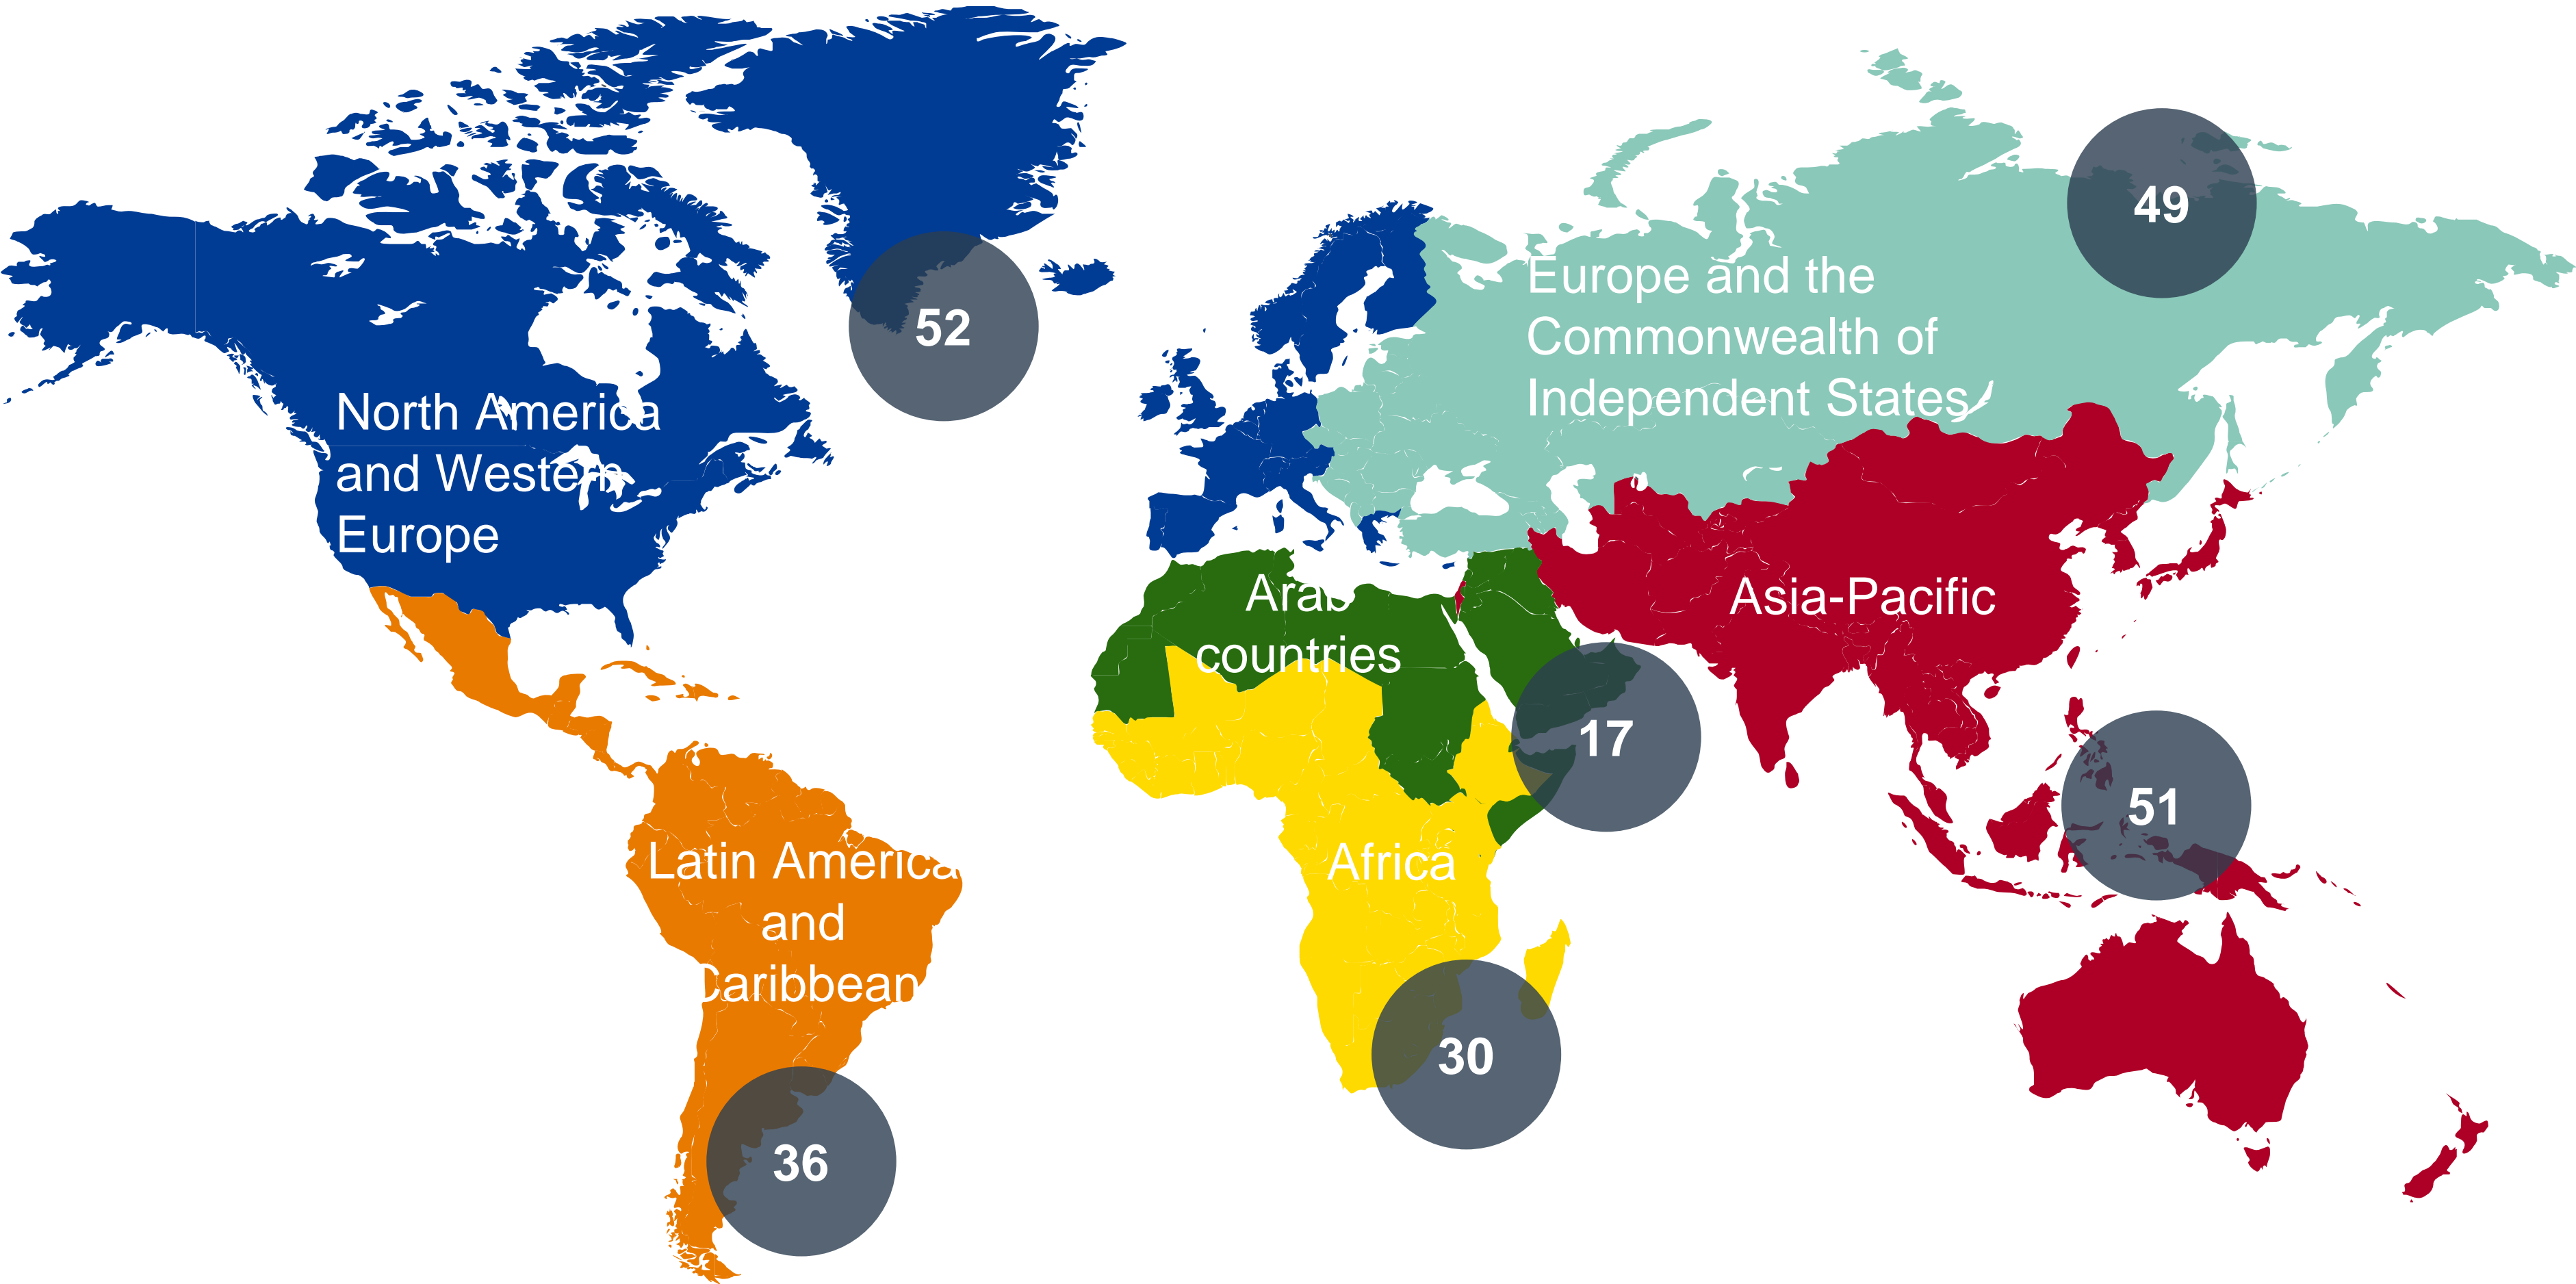 49
Europe and the
Commonwealth of
Independent States
52
North America
and Western
Europe
Arab
countries
Asia-Pacific
17
51
Latin America
and
Caribbean
Africa
30
36